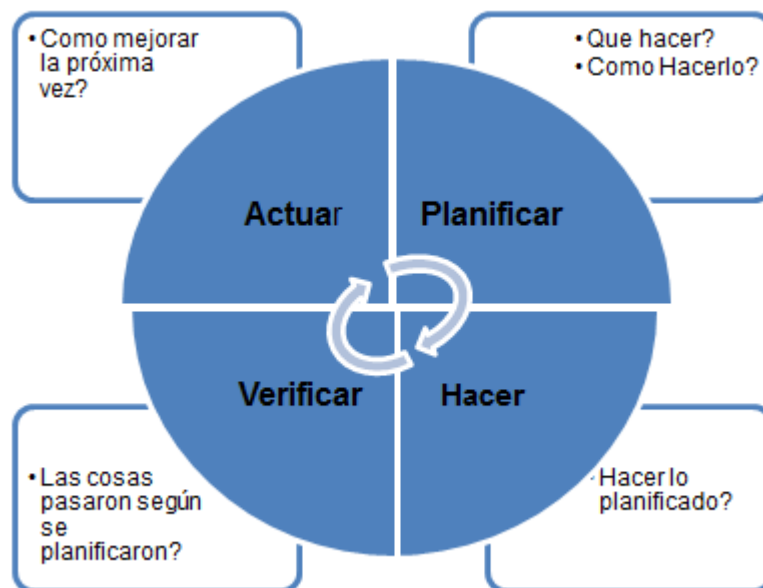 • Como mejorar
la próxima
vez?
• Que hacer?
• Como Hacerlo?
Actuar
Planificar
Verificar
Hacer
• Las cosas
pasaron según
se
planificaron?
Hacer lo
planificado?